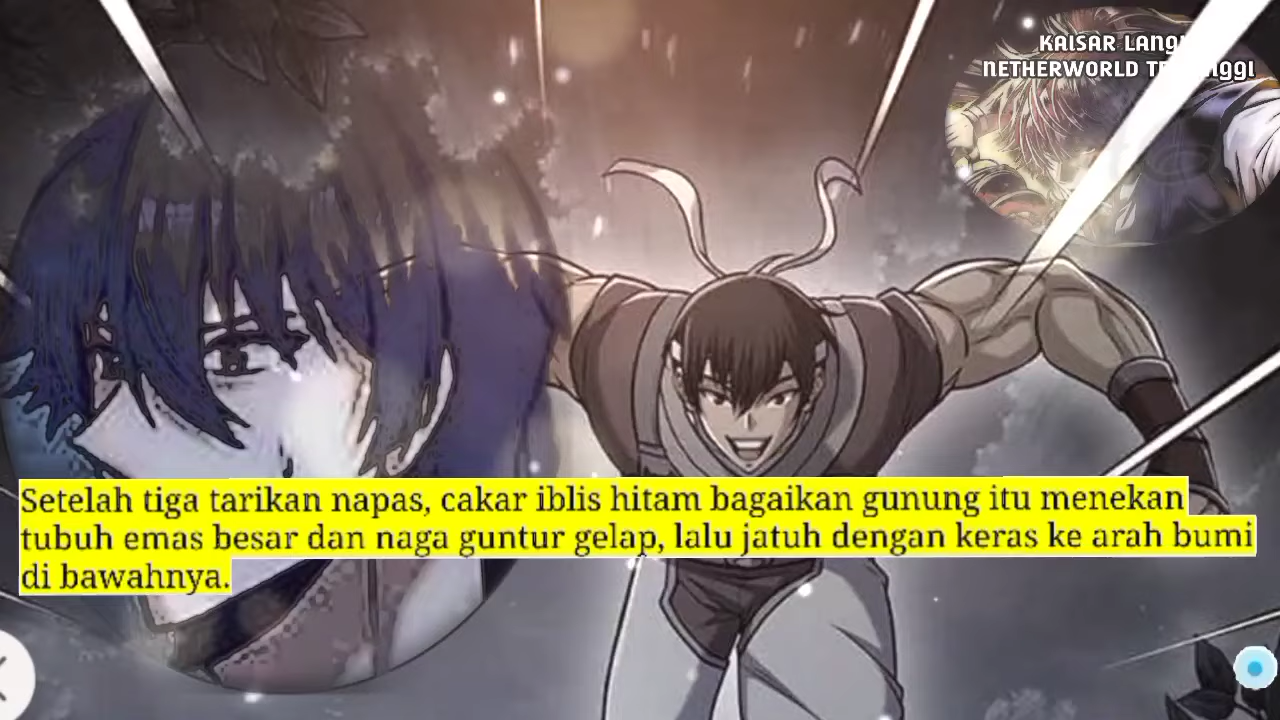 KAISAR
NETHERWORLD
Setelah tiga tarikan napas, cakar iblis hitam bagaikan gunung itu menekan
tubuh emas besar dan naga guntur gelap, lalu jatuh dengan keras ke arah bumi
di bawahnya.